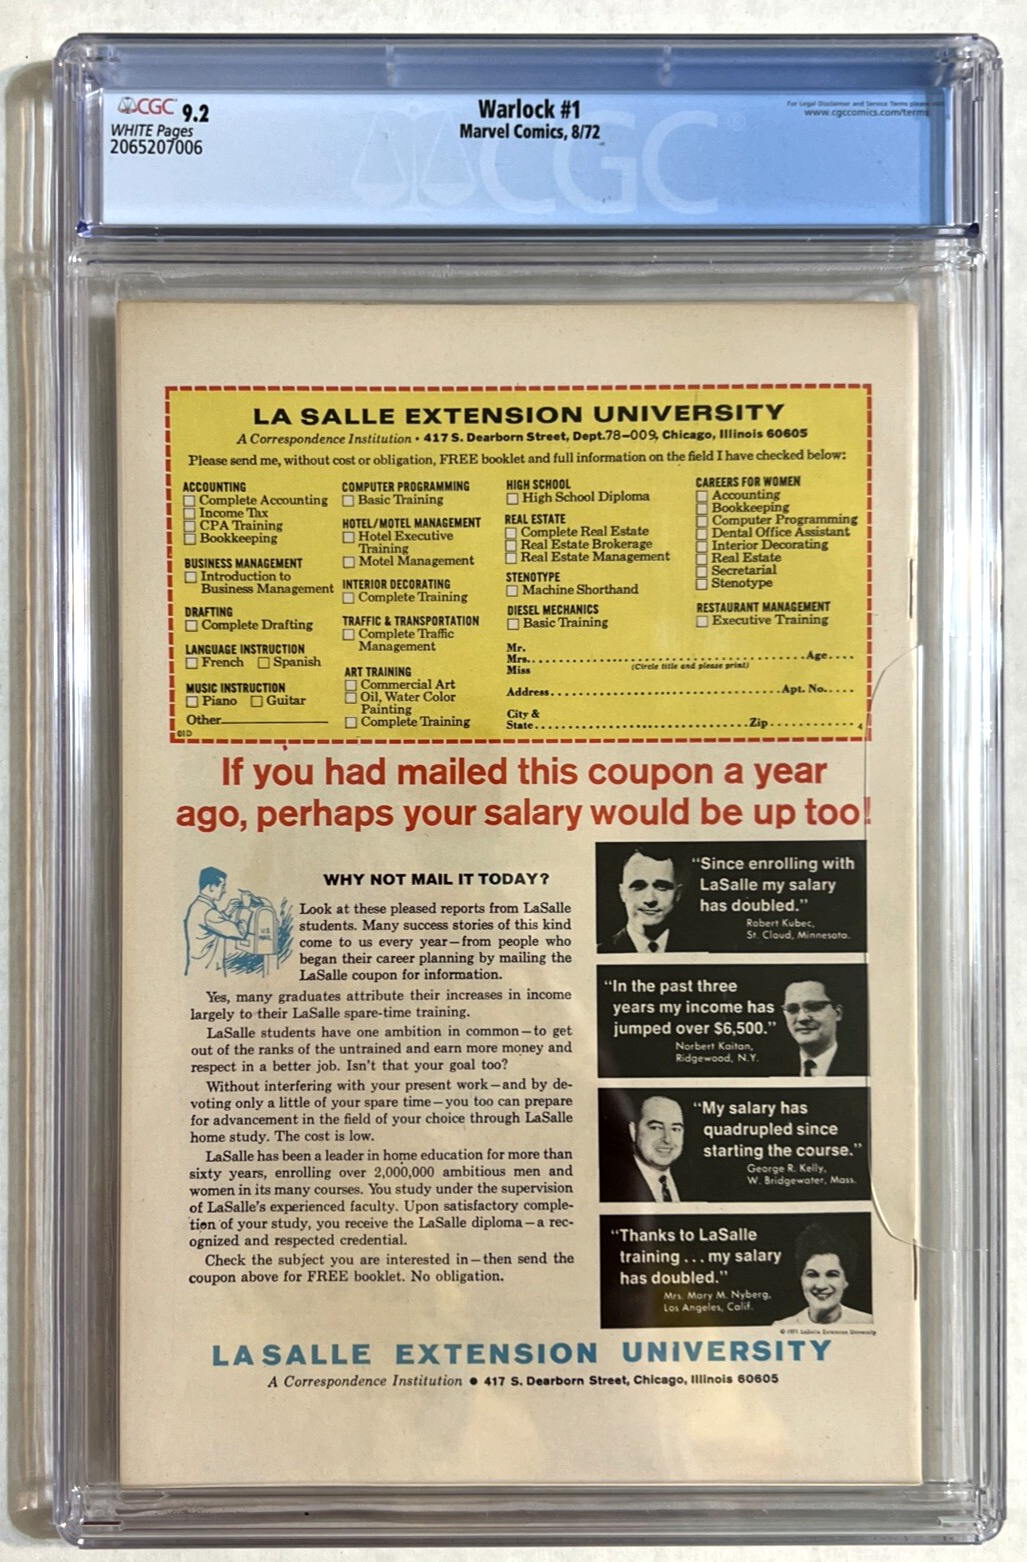 CGC 9.2
WHITE Pages
2065207006
Warlock #1
Marvel Comics, 8/72
For Legal Disclaimer and Service Terms please visit
www.cgccomics.com/terms
CGC
LA SALLE EXTENSION UNIVERSITY
A Correspondence Institution • 417 S. Dearborn Street, Dept.78-009, Chicago, Illinois 60605
Please send me, without cost or obligation, FREE booklet and full information on the field I have checked below:
ACCOUNTING
Complete Accounting
Income Tax
CPA Training
Bookkeeping
BUSINESS MANAGEMENT
Introduction to
Business Management
DRAFTING
Complete Drafting
LANGUAGE INSTRUCTION
French Spanish
MUSIC INSTRUCTION
Piano Guitar
Other
01D
COMPUTER PROGRAMMING
Basic Training
HOTEL/MOTEL MANAGEMENT
Hotel Executive
Training
Motel Management
INTERIOR DECORATING
Complete Training
TRAFFIC & TRANSPORTATION
Complete Traffic
Management
ART TRAINING
Commercial Art
Oil, Water Color
Painting
Complete Training
HIGH SCHOOL
High School Diploma
REAL ESTATE
Complete Real Estate
Real Estate Brokerage
Real Estate Management
STENOTYPE
Machine Shorthand
DIESEL MECHANICS
Basic Training
CAREERS FOR WOMEN
Accounting
Bookkeeping
Computer Programming
Dental Office Assistant
Interior Decorating
Real Estate
Secretarial
Stenotype
RESTAURANT MANAGEMENT
Executive Training
Mr.
Mrs. Age
Miss (Circle title and please print)
Address Apt. No.
City &
State Zip 4
If you had mailed this coupon a year
ago, perhaps your salary would be up too!
WHY NOT MAIL IT TODAY?
U.S.
MAIL
Look at these pleased reports from LaSalle
students. Many success stories of this kind
come to us every year—from people who
began their career planning by mailing the
LaSalle coupon for information.
Yes, many graduates attribute their increases in income
largely to their LaSalle spare-time training.
LaSalle students have one ambition in common—to get
out of the ranks of the untrained and earn more money and
respect in a better job. Isn't that your goal too?
Without interfering with your present work—and by de-
voting only a little of your spare time—you too can prepare
for advancement in the field of your choice through LaSalle
home study. The cost is low.
LaSalle has been a leader in home education for more than
sixty years, enrolling over 2,000,000 ambitious men and
women in its many courses. You study under the supervision
of LaSalle's experienced faculty. Upon satisfactory comple-
tion of your study, you receive the LaSalle diploma—a rec-
ognized and respected credential.
Check the subject you are interested in—then send the
coupon above for FREE booklet. No obligation.
"Since enrolling with
LaSalle my salary
has doubled."
Robert Kubec,
St. Cloud, Minnesota.
"In the past three
years my income has
jumped over $6,500."
Norbert Kaitan,
Ridgewood, N.Y.
"My salary has
quadrupled since
starting the course."
George R. Kelly,
W. Bridgewater, Mass.
"Thanks to LaSalle
training...my salary
has doubled."
Mrs. Mary M. Nyberg,
Los Angeles, Calif.
© 1971 LaSalle Extension University
LA SALLE EXTENSION UNIVERSITY
A Correspondence Institution • 417 S. Dearborn Street, Chicago, Illinois 60605